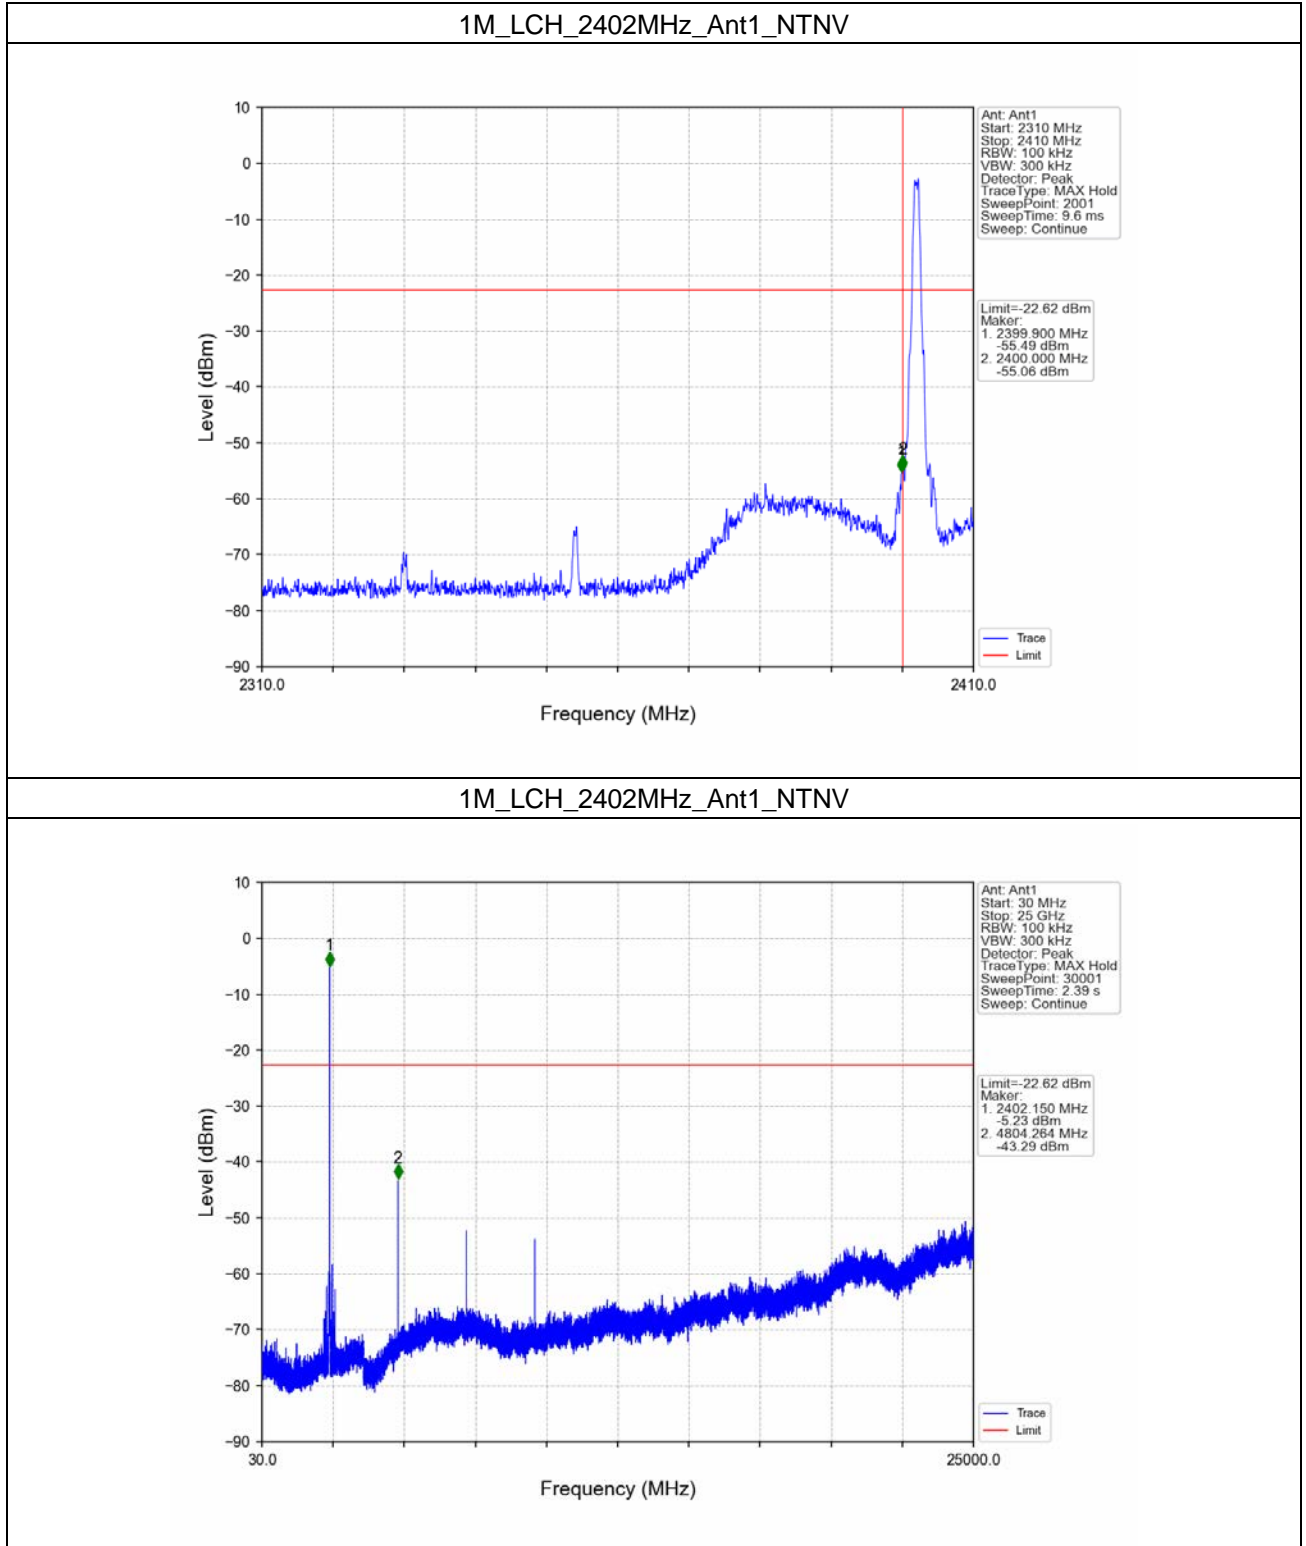 1M_LCH_2402MHz_Ant1_NTNV
10
0
−10
−20
−30
−40
−50
−60
−70
−80
−90
Level (dBm)
2310.0
2410.0
Frequency (MHz)
2
Ant: Ant1
Start: 2310 MHz
Stop: 2410 MHz
RBW: 100 kHz
VBW: 300 kHz
Detector: Peak
TraceType: MAX Hold
SweepPoint: 2001
SweepTime: 9.6 ms
Sweep: Continue
Limit=-22.62 dBm
Maker:
1. 2399.900 MHz
-55.49 dBm
2. 2400.000 MHz
-55.06 dBm
Trace
Limit
1M_LCH_2402MHz_Ant1_NTNV
10
0
−10
−20
−30
−40
−50
−60
−70
−80
−90
Level (dBm)
30.0
25000.0
Frequency (MHz)
1
2
Ant: Ant1
Start: 30 MHz
Stop: 25 GHz
RBW: 100 kHz
VBW: 300 kHz
Detector: Peak
TraceType: MAX Hold
SweepPoint: 30001
SweepTime: 2.39 s
Sweep: Continue
Limit=-22.62 dBm
Maker:
1. 2402.150 MHz
-5.23 dBm
2. 4804.264 MHz
-43.29 dBm
Trace
Limit